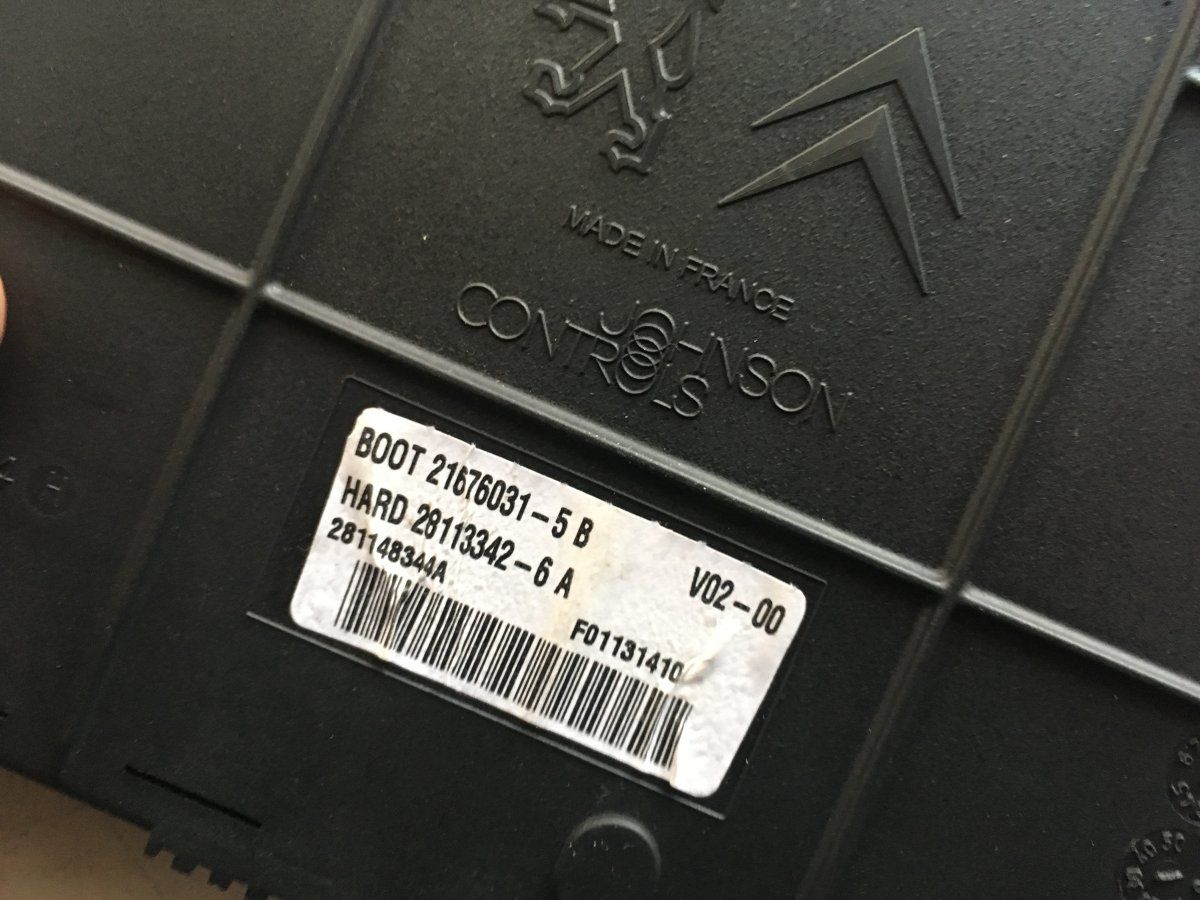 MADE IN FRANCE
JOHNSON
CONTROLS
BOOT 21676031-5 B
HARD 28113342-6 A
V02-00
281148344A
F01131410